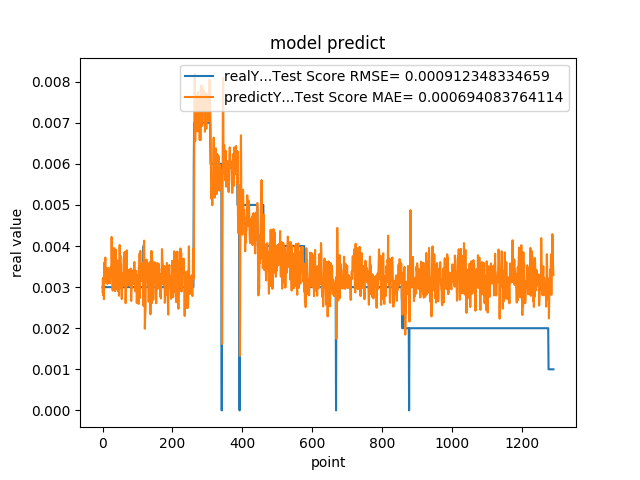 model predict
realY...Test Score RMSE= 0.000912348334659
predictY...Test Score MAE= 0.000694083764114
0.008
0.007
0.006
0.005
0.004
0.003
0.002
0.001
0.000
real value
0 200 400 600 800 1000 1200
point